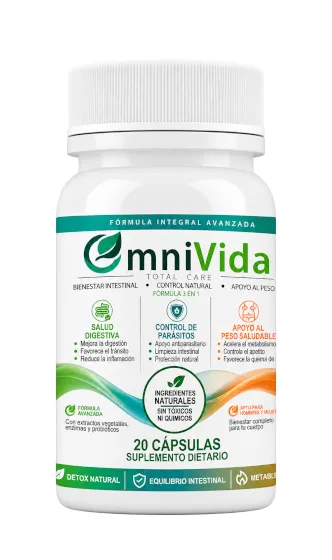 FÓRMULA INTEGRAL AVANZADA
OmniVida
TOTAL CARE
BIENESTAR INTESTINAL • CONTROL NATURAL • APOYO AL PESO
FÓRMULA 3 EN 1
SALUD
DIGESTIVA
• Mejora la digestión
• Favorece el tránsito
• Reduce la inflamación
CONTROL DE
PARÁSITOS
• Apoyo antiparasitario
• Limpieza intestinal
• Protección natural
APOYO AL
PESO SALUDABLE
• Acelera el metabolismo
• Controla el apetito
• Favorece la quema de
INGREDIENTES
NATURALES
SIN TÓXICOS
NI QUÍMICOS
FÓRMULA
AVANZADA
Con extractos vegetales,
enzimas y probióticos
APTO PARA
HOMBRES Y
Bienestar completo
para tu cuerpo
20 CÁPSULAS
SUPLEMENTO DIETARIO
DETOX NATURAL
EQUILIBRIO INTESTINAL